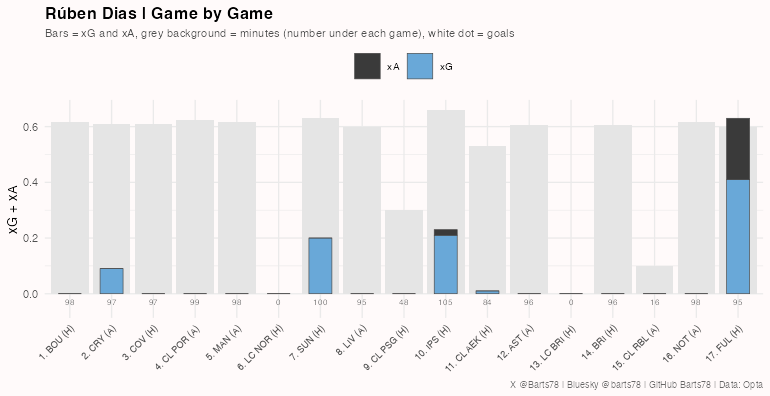 Rúben Dias | Game by Game
Bars = xG and xA, grey background = minutes (number under each game), white dot = goals
xA xG
xG + xA
0.6
0.4
0.2
0.0
98 97 97 99 98 0 100 95 48 105 84 96 0 96 16 98 95
1. BOU (H)
2. CRY (A)
3. COV (H)
4. CL POR (A)
5. MAN (A)
6. LC NOR (H)
7. SUN (H)
8. LIV (A)
9. CL PSG (H)
10. IPS (H)
11. CL AEK (H)
12. AST (A)
13. LC BRI (H)
14. BRI (H)
15. CL RBL (A)
16. NOT (A)
17. FUL (H)
X @Barts78 | Bluesky @barts78 | GitHub Barts78 | Data: Opta